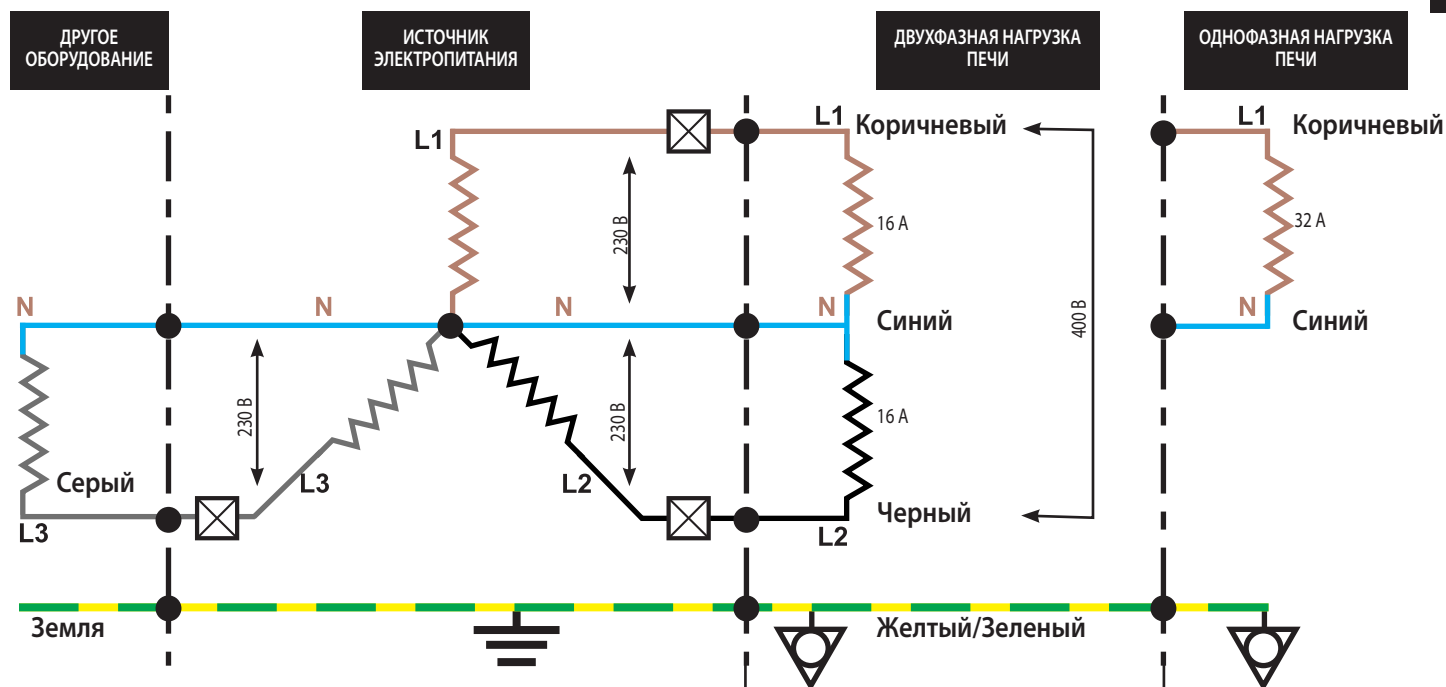 ДРУГОЕ
ОБОРУДОВАНИЕ
ИСТОЧНИК
ЭЛЕКТРОПИТАНИЯ
ДВУХФАЗНАЯ НАГРУЗКА
ПЕЧИ
ОДНОФАЗНАЯ НАГРУЗКА
ПЕЧИ
L1
L1
Коричневый
L1
Коричневый
230 В
16 А
32 А
400 В
N
N
N
N
Синий
N
Синий
230 В
230 В
16 А
Серый
L3
L3
L2
Черный
L2
Земля
Желтый/Зеленый